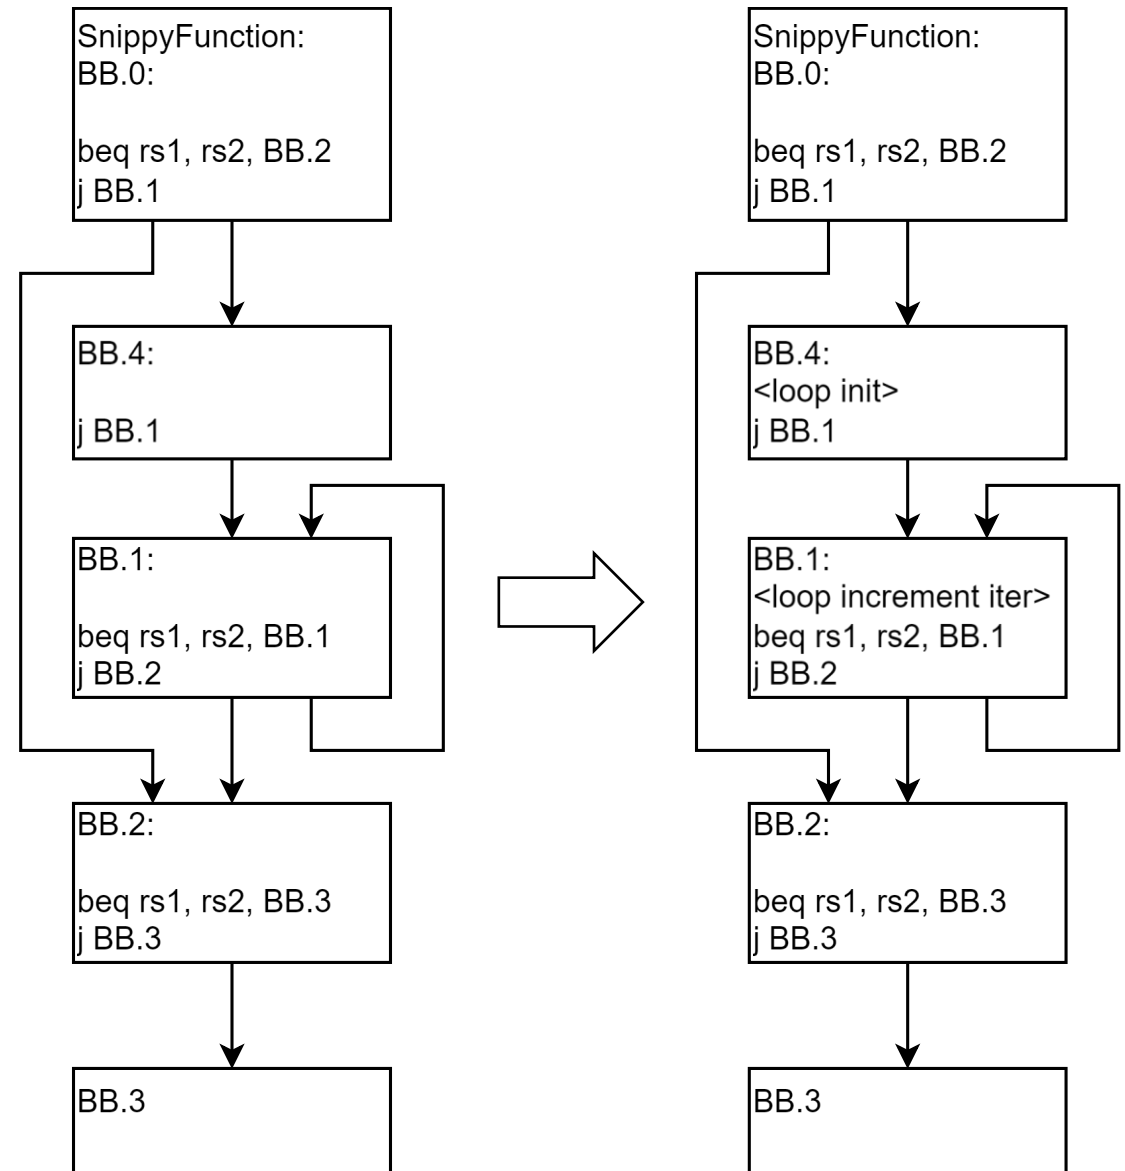 SnippyFunction:
BB.0:
beq rs1, rs2, BB.2
j BB.1
BB.4:
j BB.1
BB.1:
beq rs1, rs2, BB.1
j BB.2
BB.2:
beq rs1, rs2, BB.3
j BB.3
BB.3
SnippyFunction:
BB.0:
beq rs1, rs2, BB.2
j BB.1
BB.4:
<loop init>
j BB.1
BB.1:
<loop increment iter>
beq rs1, rs2, BB.1
j BB.2
BB.2:
beq rs1, rs2, BB.3
j BB.3
BB.3